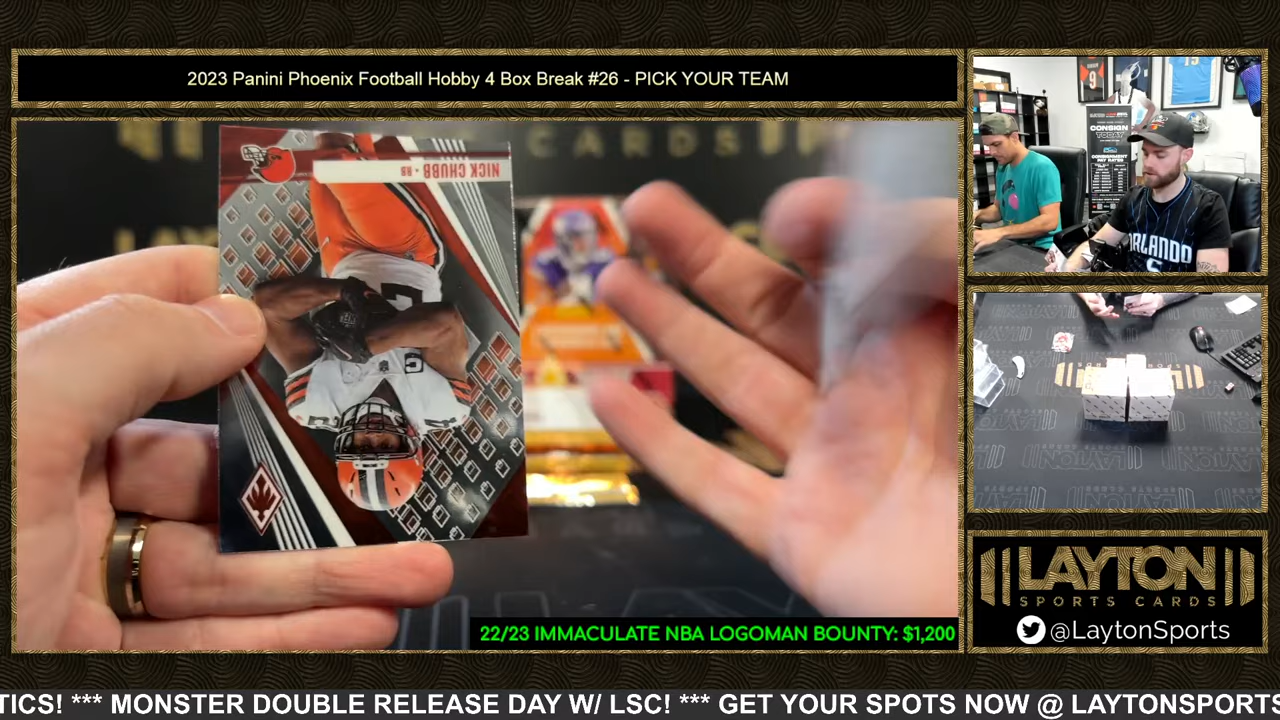 2023 Panini Phoenix Football Hobby 4 Box Break #26 - PICK YOUR TEAM
NICK CHUBB • RB
CONSIGN
TODAY
ORLANDO
LAYTON
SPORTS CARDS
@LaytonSports
22/23 IMMACULATE NBA LOGOMAN BOUNTY: $1,200
TICS! *** MONSTER DOUBLE RELEASE DAY W/ LSC! *** GET YOUR SPOTS NOW @ LAYTONSPORTS